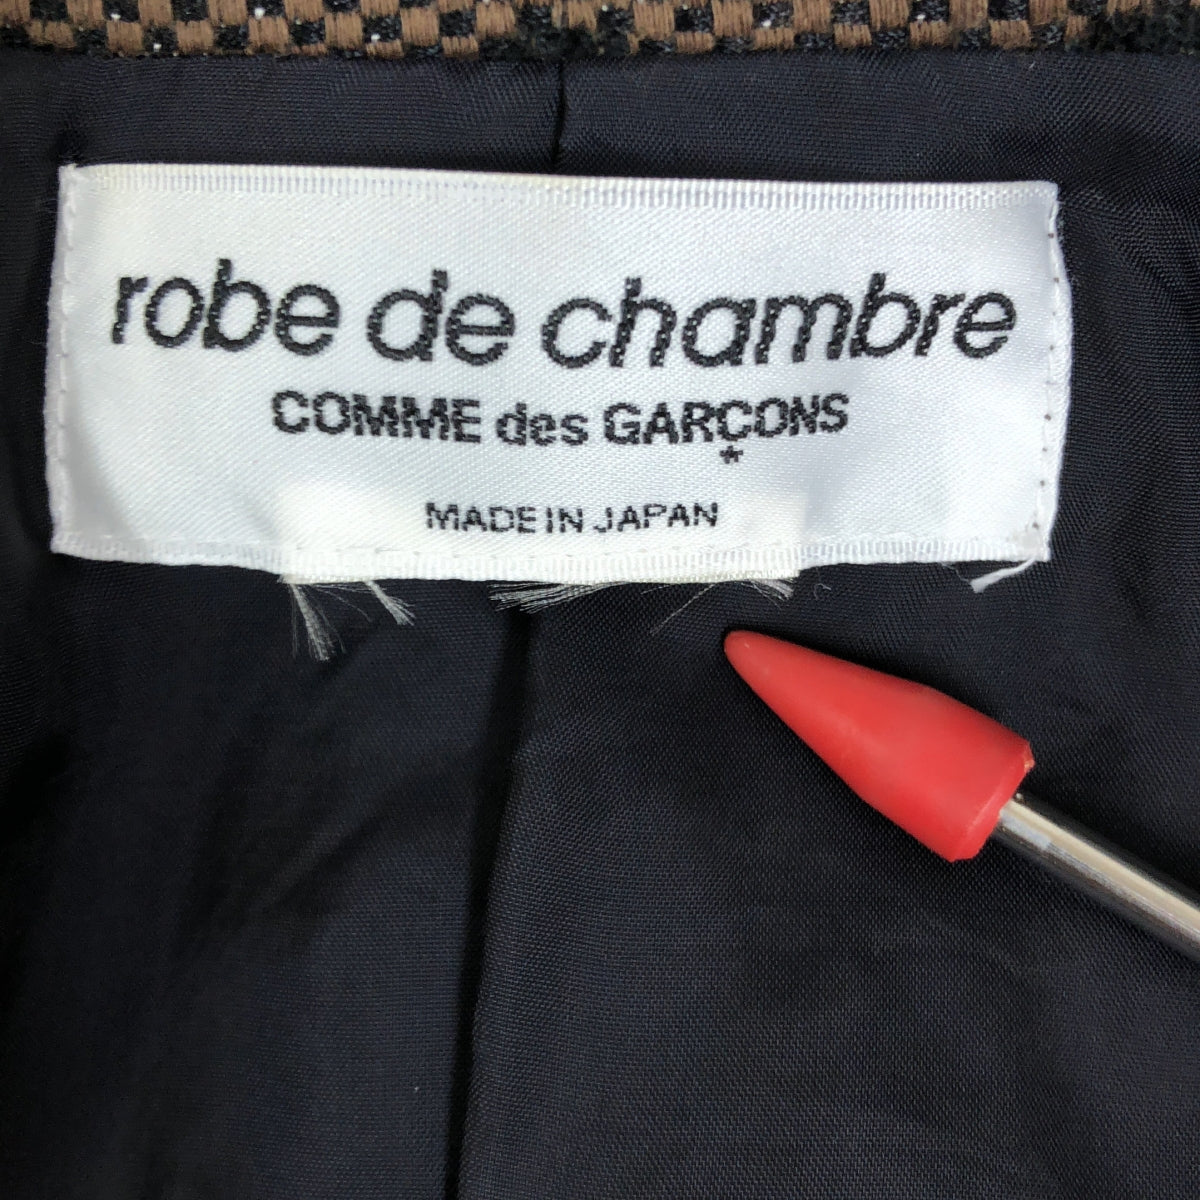 robe de chambre
COMME des GARÇONS
*
MADE IN JAPAN